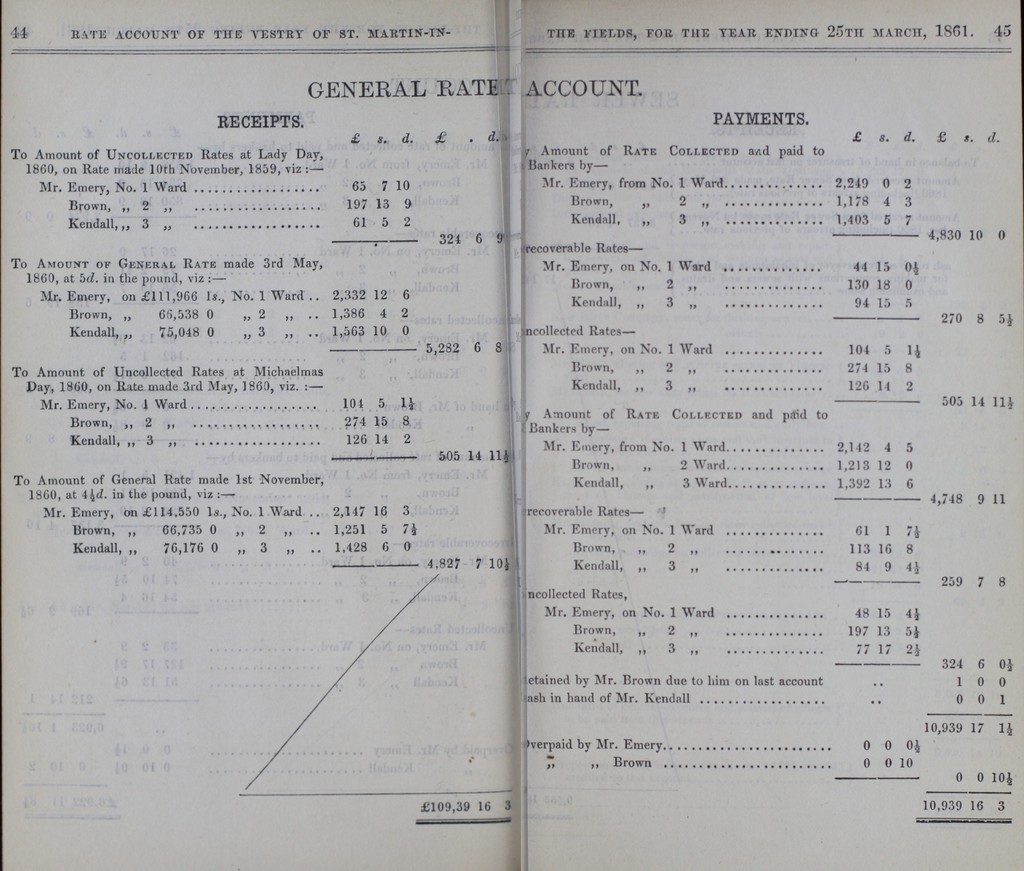 44 RATE ACCOUNT OF THE VESTRY OF ST. MARTIN-IN-
GENERAL RATE
RECEIPTS.
£ s. d. £ . d.
To Amount of UNCOLLECTED Rates at Lady Day,
1860, on Rate made 10th November, 1859, viz:—
Mr. Emery, No. 1 Ward .................. 65 7 10
Brown, ,, 2 ,, .................. 197 13 9
Kendall,,, 3 ,, .................. 61 5 2
324 6 9
To AMOUNT OF GENERAL RATE made 3rd May,
1860, at 5d. in the pound, viz:—
Mr. Emery, on £111,966 1s., No. 1 Ward .. 2,332 12 6
Brown, ,, 66,538 0 ,, 2 ,, .. 1,386 4 2
Kendall,,, 75,048 0 ,, 3 ,, .. 1,563 10 0
5,282 6 8
To Amount of Uncollected Rates at Michaelmas
Day, 1860, on Rate made 3rd May, 1860, viz. :—
Mr. Emery, No. 1 Ward .................. 104 5 1½
Brown, ,, 2 ,, .................. 274 15 8
Kendall, ,, 3 ,, .................. 126 14 2
505 14 11½
To Amount of General Rate made 1st November,
1860, at 4½d. in the pound, viz:—
Mr. Emery, on £114,550 1s., No. 1 Ward .. 2,147 16 3
Brown, ,, 66,735 0 ,, 2 ,, .. 1,251 5 7½
Kendall, ,, 76,176 0 ,, 3 ,, .. 1,428 6 0
4,827 7 10½
£109,39 16 3
THE FIELDS, FOR THE YEAR ENDING 25TH MARCH, 1861. 45
ACCOUNT.
PAYMENTS.
£ s. d. £ s. d.
y Amount of RATE COLLECTED and paid to
Bankers by—
Mr. Emery, from No. 1 Ward.............. 2,249 0 2
Brown, ,, 2 ,, .............. 1,178 4 3
Kendall, ,, 3 ,, .............. 1,403 5 7
4,830 10 0
recoverable Rates—
Mr. Emery, on No. 1 Ward .............. 44 15 0½
Brown, ,, 2 ,, .............. 130 18 0
Kendall, ,, 3 ,, .............. 94 15 5
270 8 5½
ncollected Rates—
Mr. Emery, on No. 1 Ward .............. 104 5 1½
Brown, ,, 2 ,, .............. 274 15 8
Kendall, ,, 3 ,, .............. 126 14 2
505 14 11½
y Amount of RATE COLLECTED and paid to
Bankers by—
Mr. Emery, from No. 1 Ward.............. 2,142 4 5
Brown, ,, 2 Ward.............. 1,213 12 0
Kendall, ,, 3 Ward.............. 1,392 13 6
4,748 9 11
recoverable Rates—
Mr. Emery, on No. 1 Ward .............. 61 1 7½
Brown, ,, 2 ,, .............. 113 16 8
Kendall, ,, 3 ,, .............. 84 9 4½
259 7 8
ncollected Rates,
Mr. Emery, on No. 1 Ward .............. 48 15 4½
Brown, ,, 2 ,, .............. 197 13 5½
Kendall, ,, 3 ,, .............. 77 17 2½
324 6 0½
etained by Mr. Brown due to him on last account .. 1 0 0
ash in hand of Mr. Kendall .................. .. 0 0 1
10,939 17 1½
Overpaid by Mr. Emery........................ 0 0 0½
,, ,, Brown ........................ 0 0 10
0 0 10½
10,939 16 3